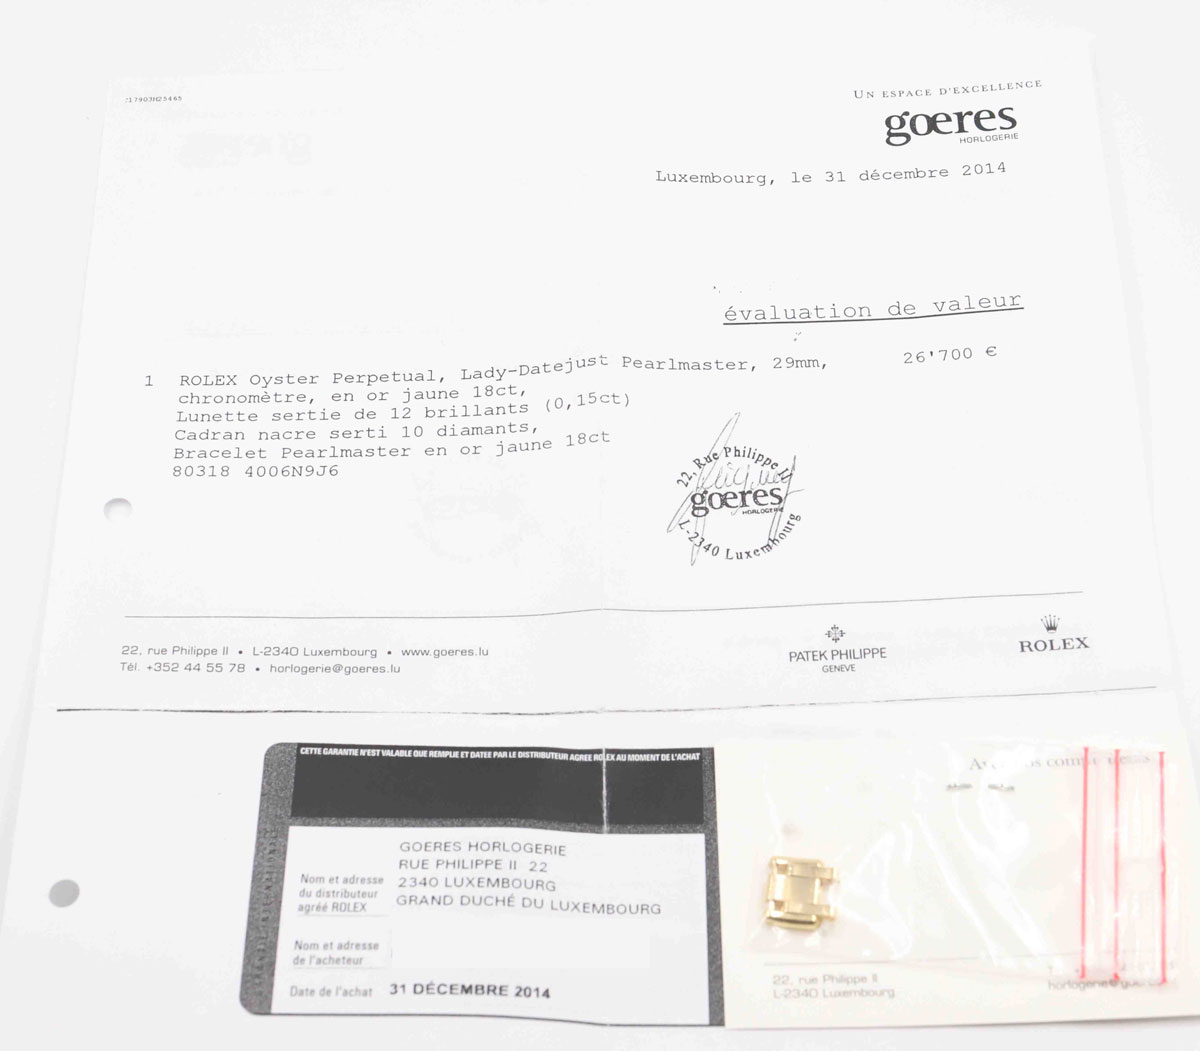 17903H25465
UN ESPACE D'EXCELLENCE
goeres
HORLOGERIE
Luxembourg, le 31 décembre 2014
évaluation de valeur
1 ROLEX Oyster Perpetual, Lady-Datejust Pearlmaster, 29mm, 26'700 €
chronomètre, en or jaune 18ct,
Lunette sertie de 12 brillants (0,15ct)
Cadran nacre serti 10 diamants,
Bracelet Pearlmaster en or jaune 18ct
80318 4006N9J6
22, Rue Philippe II
goeres
HORLOGERIE
L-2340 Luxembourg
22, rue Philippe II • L-2340 Luxembourg • www.goeres.lu
Tél. +352 44 55 78 • horlogerie@goeres.lu
PATEK PHILIPPE
GENEVE
ROLEX
CETTE GARANTIE N'EST VALABLE QUE REMPLIE ET DATEE PAR LE DISTRIBUTEUR AGREE ROLEX AU MOMENT DE L'ACHAT
GOERES HORLOGERIE
RUE PHILIPPE II 22
2340 LUXEMBOURG
GRAND DUCHÉ DU LUXEMBOURG
Nom et adresse
du distributeur
agréé ROLEX
Nom et adresse
de l'acheteur
Date de l'achat 31 DÉCEMBRE 2014
22, rue Philippe II
L-2340 Luxembourg